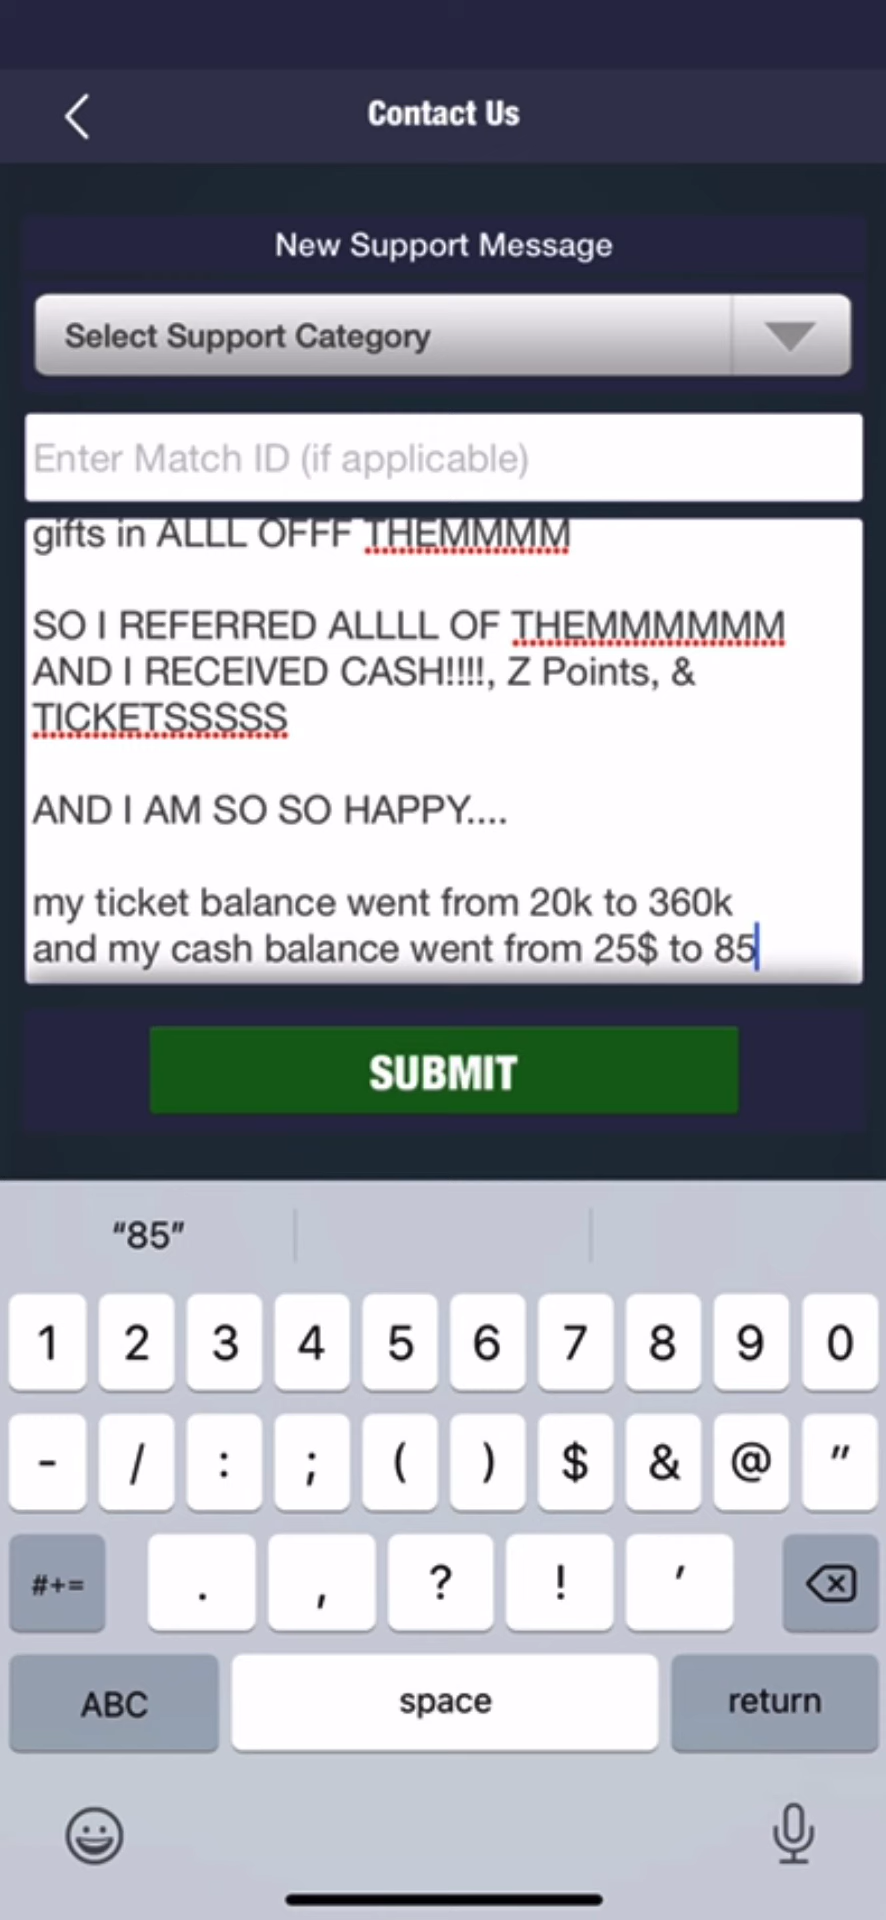 Contact Us
New Support Message
Select Support Category
Enter Match ID (if applicable)
gifts in ALLL OFFF THEMMMM
SO I REFERRED ALLLL OF THEMMMMMM
AND I RECEIVED CASH!!!!, Z Points, &
TICKETSSSSS
AND I AM SO SO HAPPY....
my ticket balance went from 20k to 360k
and my cash balance went from 25$ to 85
SUBMIT
“85”
1 2 3 4 5 6 7 8 9 0
- / : ; ( ) $ & @ "
#+= . , ? ! ’
ABC space return